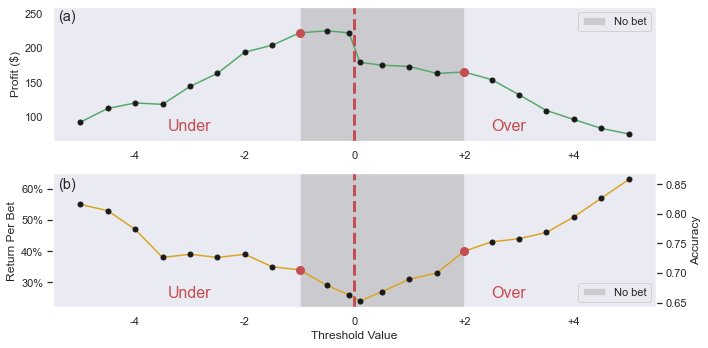 (a)
No bet
250
200
150
100
Profit ($)
Under
Over
-4
-2
0
+2
+4
(b)
60%
50%
40%
30%
Return Per Bet
0.85
0.80
0.75
0.70
0.65
Accuracy
Under
Over
No bet
-4
-2
0
+2
+4
Threshold Value